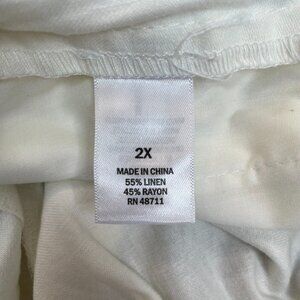 2X
MADE IN CHINA
55% LINEN
45% RAYON
RN 48711